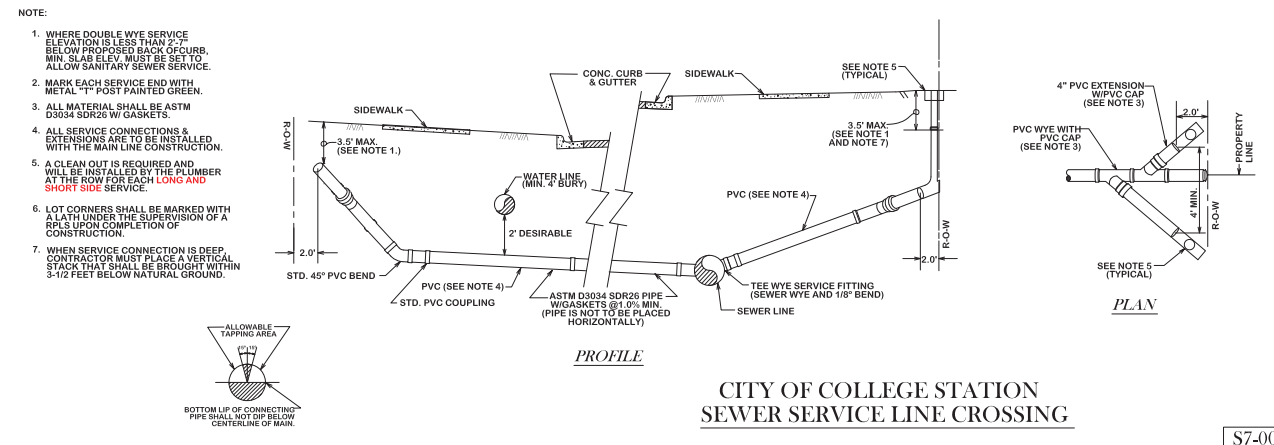 NOTE:
1. WHERE DOUBLE WYE SERVICE
ELEVATION IS LESS THAN 2'-7"
BELOW PROPOSED BACK OFCURB,
MIN. SLAB ELEV. MUST BE SET TO
ALLOW SANITARY SEWER SERVICE.
2. MARK EACH SERVICE END WITH
METAL "T" POST PAINTED GREEN.
3. ALL MATERIAL SHALL BE ASTM
D3034 SDR26 W/ GASKETS.
4. ALL SERVICE CONNECTIONS &
EXTENSIONS ARE TO BE INSTALLED
WITH THE MAIN LINE CONSTRUCTION.
5. A CLEAN OUT IS REQUIRED AND
WILL BE INSTALLED BY THE PLUMBER
AT THE ROW FOR EACH LONG AND
SHORT SIDE SERVICE.
6. LOT CORNERS SHALL BE MARKED WITH
A LATH UNDER THE SUPERVISION OF A
RPLS UPON COMPLETION OF
CONSTRUCTION.
7. WHEN SERVICE CONNECTION IS DEEP,
CONTRACTOR MUST PLACE A VERTICAL
STACK THAT SHALL BE BROUGHT WITHIN
3-1/2 FEET BELOW NATURAL GROUND.
R-O-W
SIDEWALK
3.5' MAX.
(SEE NOTE 1.)
2.0'
STD. 45° PVC BEND
PVC (SEE NOTE 4)
STD. PVC COUPLING
CONC. CURB
& GUTTER
WATER LINE
(MIN. 4' BURY)
2' DESIRABLE
ASTM D3034 SDR26 PIPE
W/GASKETS @1.0% MIN.
(PIPE IS NOT TO BE PLACED
HORIZONTALLY)
SIDEWALK
SEE NOTE 5
(TYPICAL)
3.5' MAX.
(SEE NOTE 1
AND NOTE 7)
PVC (SEE NOTE 4)
R-O-W
2.0'
TEE WYE SERVICE FITTING
(SEWER WYE AND 1/8° BEND)
SEWER LINE
PROFILE
4" PVC EXTENSION
W/PVC CAP
(SEE NOTE 3)
2.0'
PVC WYE WITH
PVC CAP
(SEE NOTE 3)
PROPERTY
LINE
4' MIN.
R-O-W
SEE NOTE 5
(TYPICAL)
PLAN
ALLOWABLE
TAPPING AREA
BOTTOM LIP OF CONNECTING
PIPE SHALL NOT DIP BELOW
CENTERLINE OF MAIN.
CITY OF COLLEGE STATION
SEWER SERVICE LINE CROSSING
S7-00